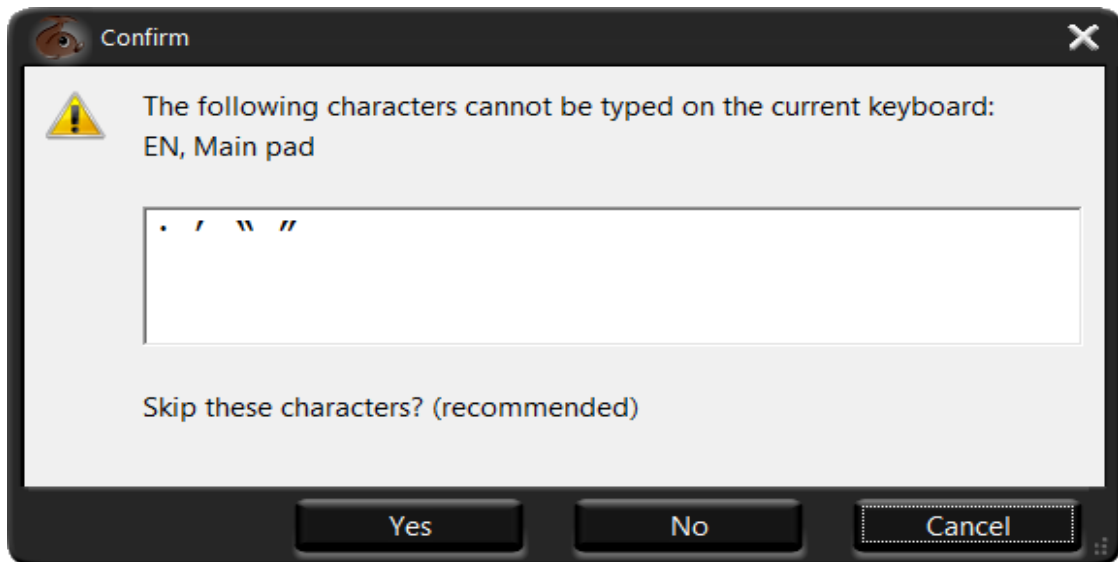 Confirm
The following characters cannot be typed on the current keyboard:
EN, Main pad
· ’ “ ”
Skip these characters? (recommended)
Yes No Cancel